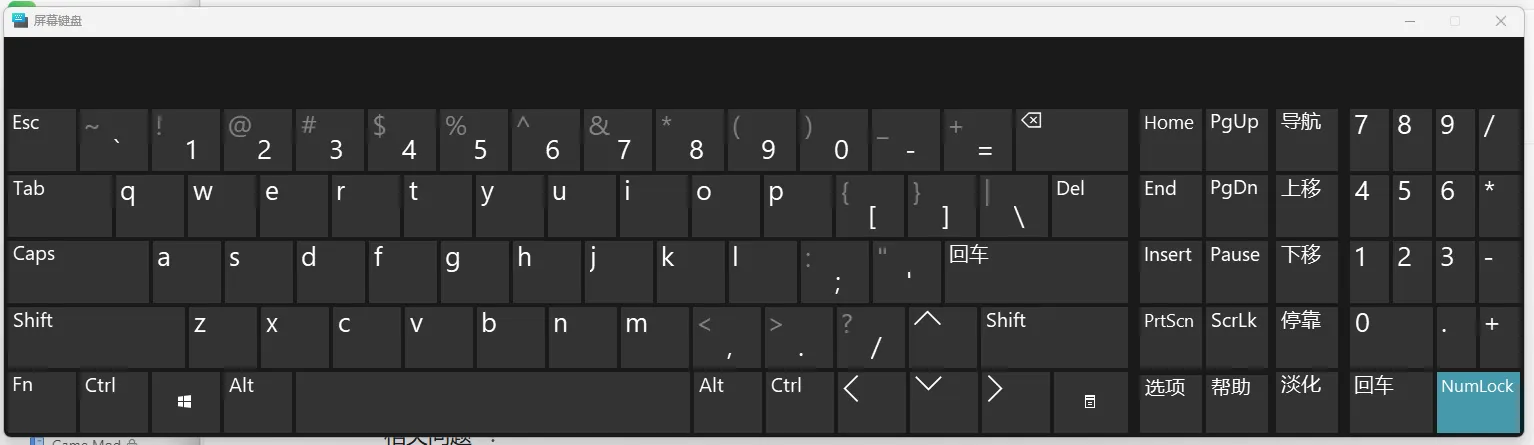 屏幕键盘
Esc ~ ` ! 1 @ 2 # 3 $ 4 % 5 ^ 6 & 7 * 8 ( 9 ) 0 _ - + = Home PgUp 导航 7 8 9 /
Tab q w e r t y u i o p { [ } ] | \ Del End PgDn 上移 4 5 6 *
Caps a s d f g h j k l : ; " ' 回车 Insert Pause 下移 1 2 3 -
Shift z x c v b n m < , > . ? / Shift PrtScn ScrLk 停靠 0 . +
Fn Ctrl Alt Alt Ctrl 选项 帮助 淡化 回车 NumLock
Game Mod
相关问题